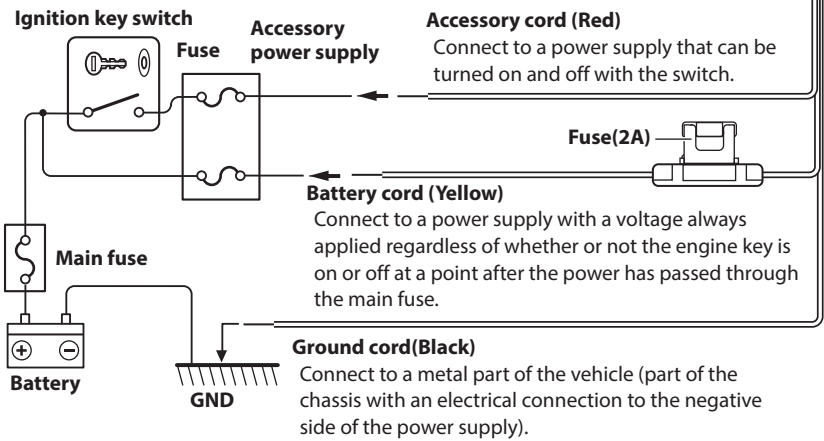 Ignition key switch
Fuse
Accessory
power supply
Accessory cord (Red)
Connect to a power supply that can be
turned on and off with the switch.
Fuse(2A)
Battery cord (Yellow)
Connect to a power supply with a voltage always
applied regardless of whether or not the engine key is
on or off at a point after the power has passed through
the main fuse.
Main fuse
Battery
GND
Ground cord(Black)
Connect to a metal part of the vehicle (part of the
chassis with an electrical connection to the negative
side of the power supply).